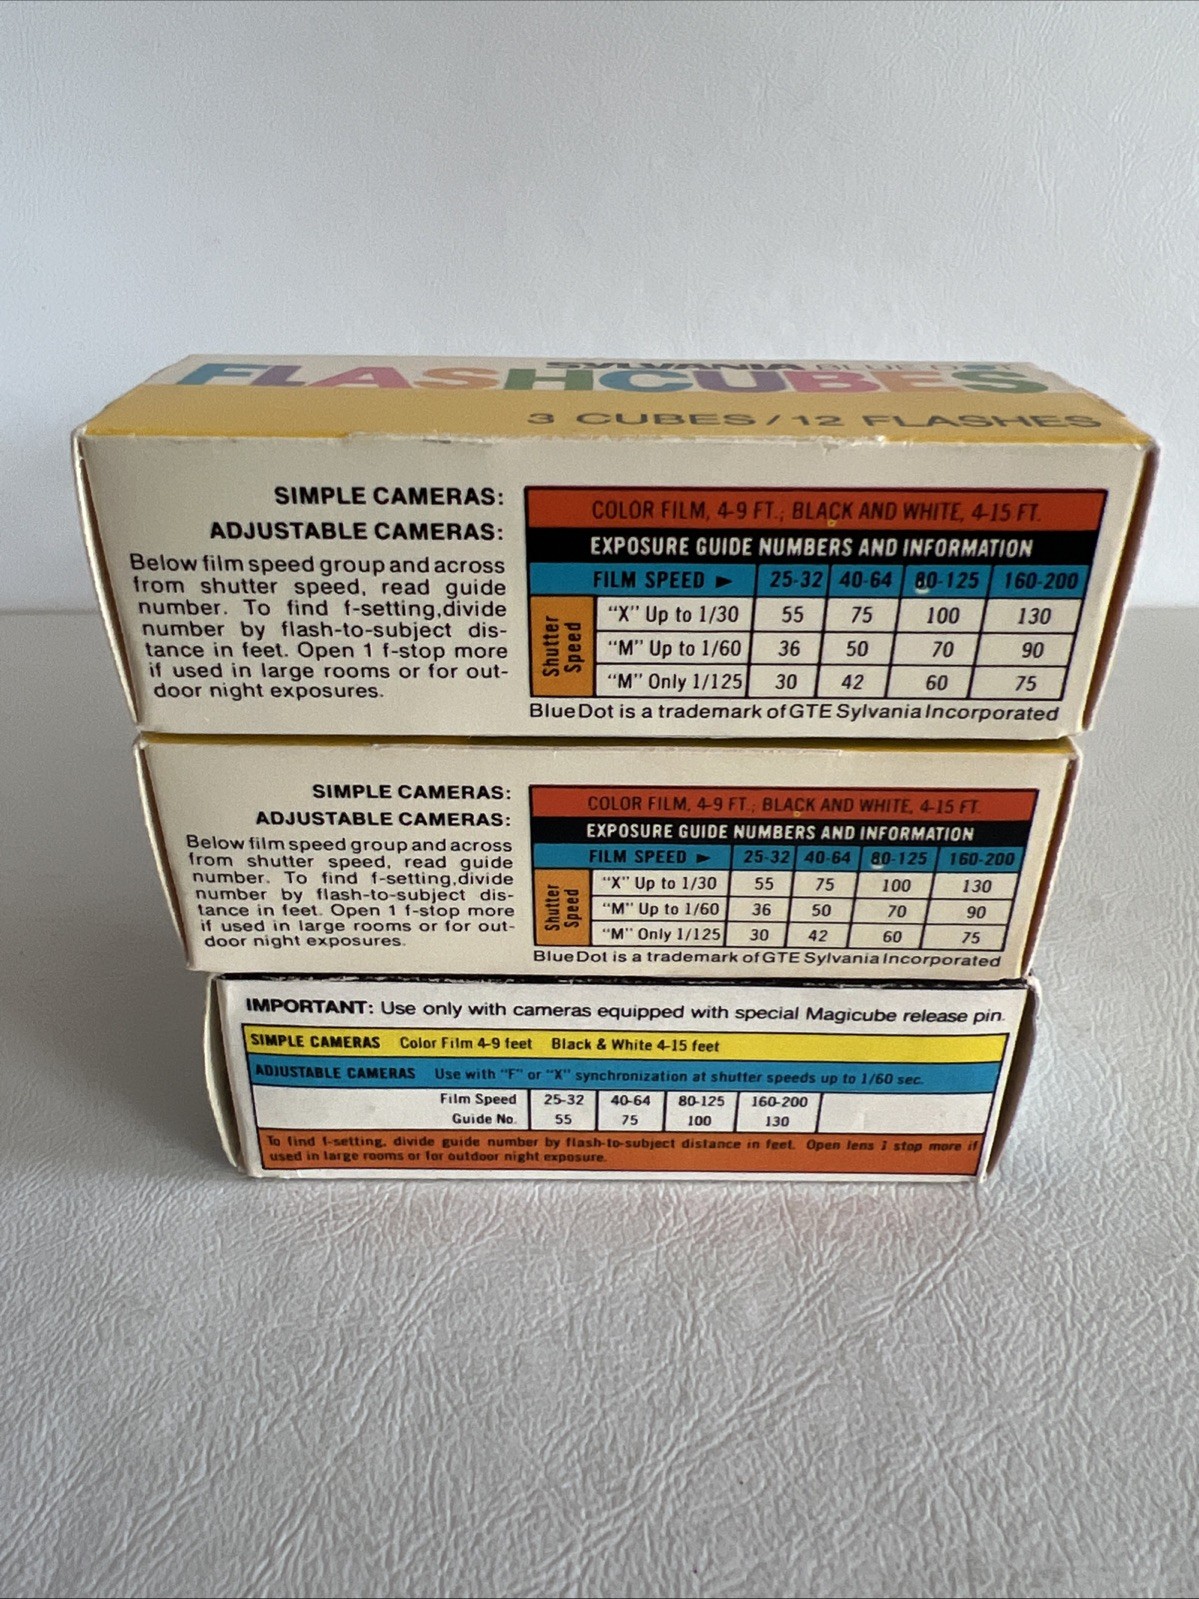 SYLVANIA BLUE DOT
FLASHCUBES
3 CUBES / 12 FLASHES
SIMPLE CAMERAS:
ADJUSTABLE CAMERAS:
Below film speed group and across
from shutter speed, read guide
number. To find f-setting,divide
number by flash-to-subject dis-
tance in feet. Open 1 f-stop more
if used in large rooms or for out-
door night exposures.
COLOR FILM, 4-9 FT.; BLACK AND WHITE, 4-15 FT.
EXPOSURE GUIDE NUMBERS AND INFORMATION
FILM SPEED ► 25-32 40-64 80-125 160-200
Shutter
Speed
"X" Up to 1/30 55 75 100 130
"M" Up to 1/60 36 50 70 90
"M" Only 1/125 30 42 60 75
Blue Dot is a trademark of GTE Sylvania Incorporated
SIMPLE CAMERAS:
ADJUSTABLE CAMERAS:
Below film speed group and across
from shutter speed, read guide
number. To find f-setting,divide
number by flash-to-subject dis-
tance in feet. Open 1 f-stop more
if used in large rooms or for out-
door night exposures.
COLOR FILM, 4-9 FT.; BLACK AND WHITE, 4-15 FT.
EXPOSURE GUIDE NUMBERS AND INFORMATION
FILM SPEED ► 25-32 40-64 80-125 160-200
Shutter
Speed
"X" Up to 1/30 55 75 100 130
"M" Up to 1/60 36 50 70 90
"M" Only 1/125 30 42 60 75
Blue Dot is a trademark of GTE Sylvania Incorporated
IMPORTANT: Use only with cameras equipped with special Magicube release pin.
SIMPLE CAMERAS Color Film 4-9 feet Black & White 4-15 feet
ADJUSTABLE CAMERAS Use with "F" or "X" synchronization at shutter speeds up to 1/60 sec.
Film Speed 25-32 40-64 80-125 160-200
Guide No. 55 75 100 130
To find f-setting, divide guide number by flash-to-subject distance in feet. Open lens 1 stop more if
used in large rooms or for outdoor night exposure.